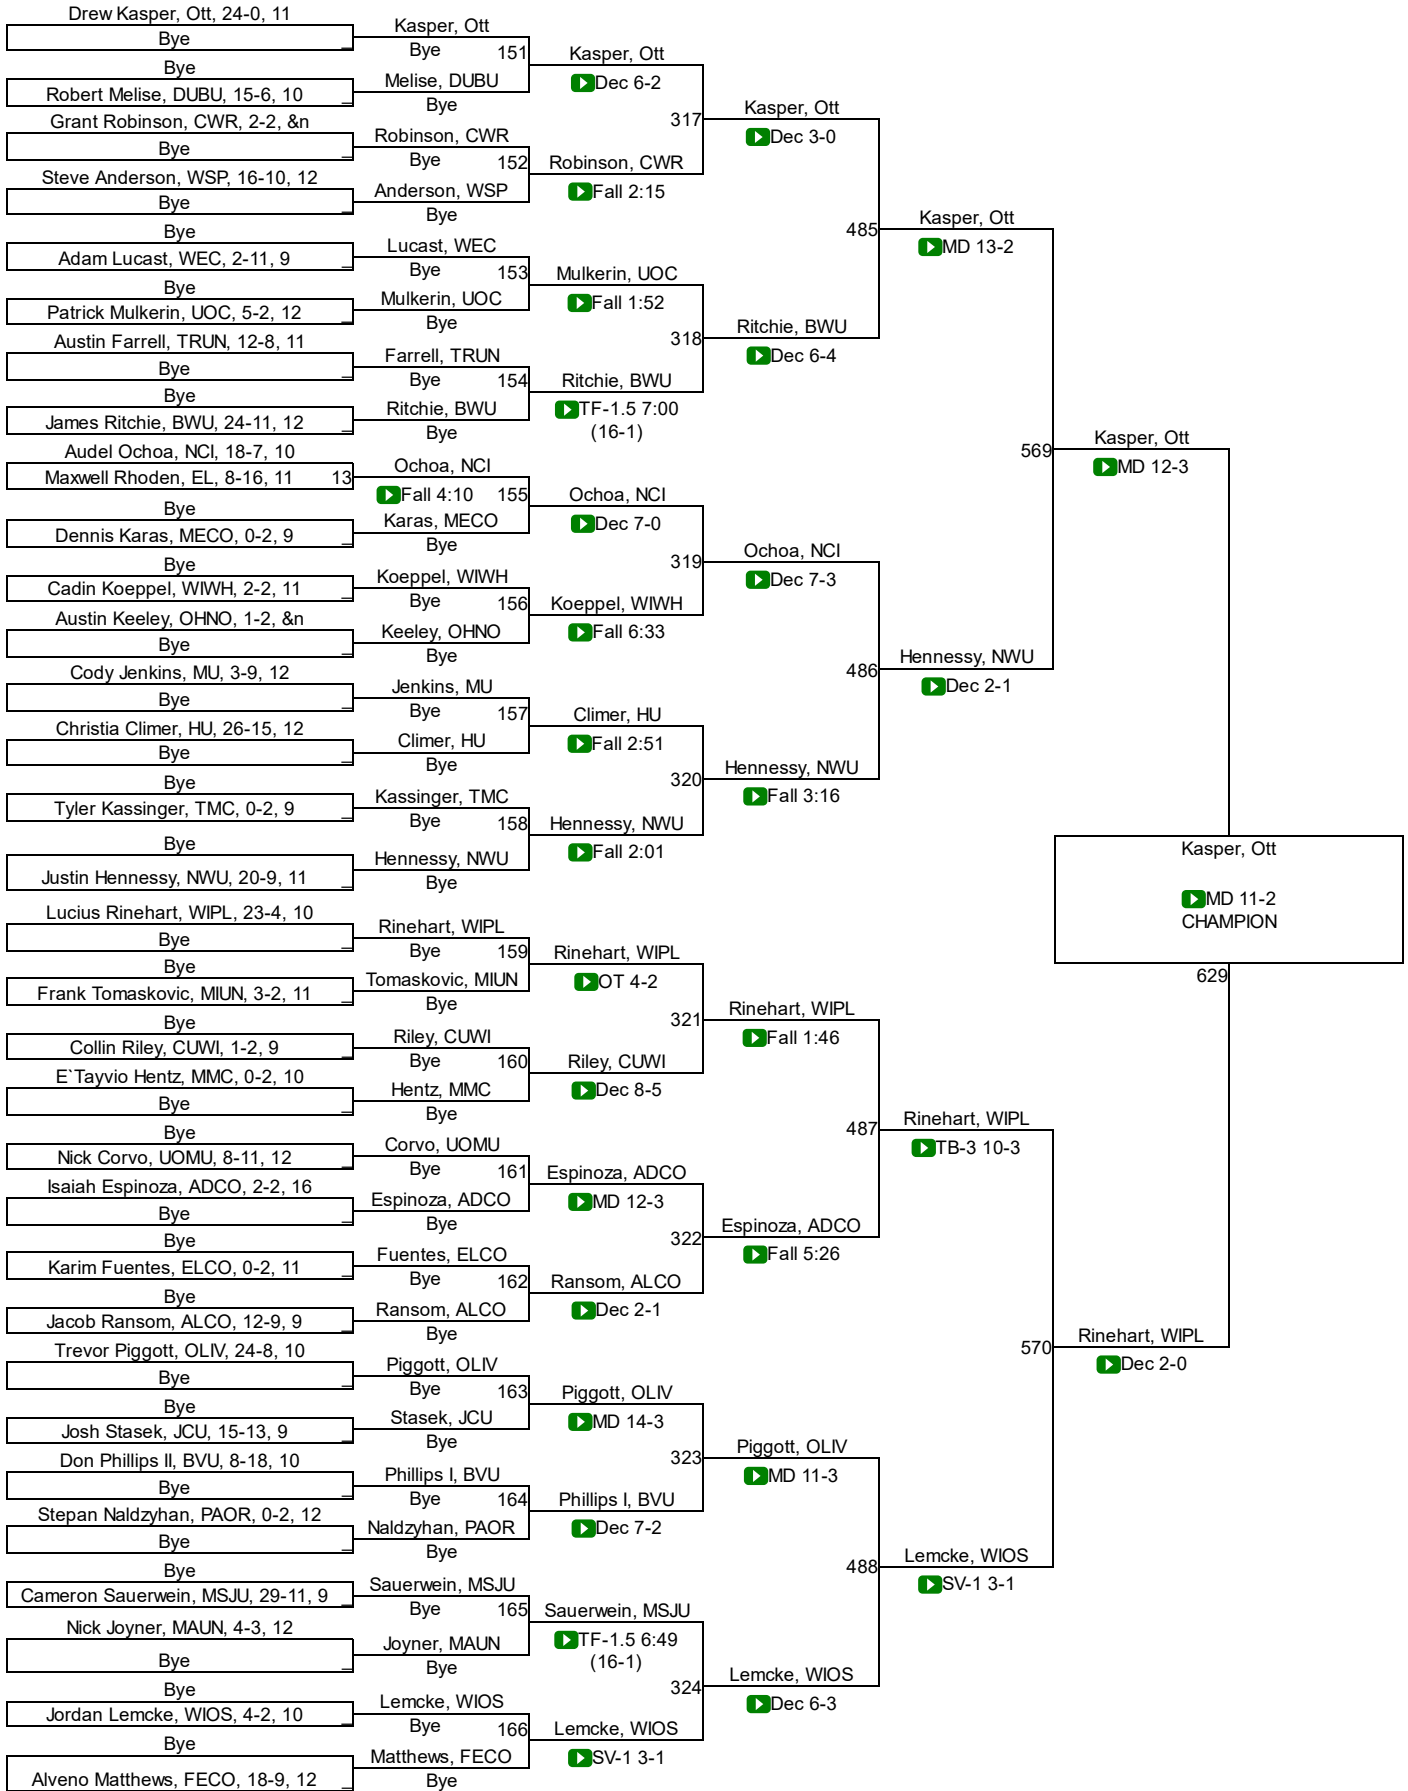 Drew Kasper, Ott, 24-0, 11
Bye
Bye
Robert Melise, DUBU, 15-6, 10
Grant Robinson, CWR, 2-2, &n
Bye
Steve Anderson, WSP, 16-10, 12
Bye
Bye
Adam Lucast, WEC, 2-11, 9
Bye
Patrick Mulkerin, UOC, 5-2, 12
Austin Farrell, TRUN, 12-8, 11
Bye
Bye
James Ritchie, BWU, 24-11, 12
Audel Ochoa, NCI, 18-7, 10
Maxwell Rhoden, EL, 8-16, 11 13
Bye
Dennis Karas, MECO, 0-2, 9
Bye
Cadin Koeppel, WIWH, 2-2, 11
Austin Keeley, OHNO, 1-2, &n
Bye
Cody Jenkins, MU, 3-9, 12
Bye
Christia Climer, HU, 26-15, 12
Bye
Bye
Tyler Kassinger, TMC, 0-2, 9
Bye
Justin Hennessy, NWU, 20-9, 11
Lucius Rinehart, WIPL, 23-4, 10
Bye
Bye
Frank Tomaskovic, MIUN, 3-2, 11
Bye
Collin Riley, CUWI, 1-2, 9
E`Tayvio Hentz, MMC, 0-2, 10
Bye
Bye
Nick Corvo, UOMU, 8-11, 12
Isaiah Espinoza, ADCO, 2-2, 16
Bye
Bye
Karim Fuentes, ELCO, 0-2, 11
Bye
Jacob Ransom, ALCO, 12-9, 9
Trevor Piggott, OLIV, 24-8, 10
Bye
Bye
Josh Stasek, JCU, 15-13, 9
Don Phillips II, BVU, 8-18, 10
Bye
Stepan Naldzyhan, PAOR, 0-2, 12
Bye
Bye
Cameron Sauerwein, MSJU, 29-11, 9
Nick Joyner, MAUN, 4-3, 12
Bye
Bye
Jordan Lemcke, WIOS, 4-2, 10
Bye
Alveno Matthews, FECO, 18-9, 12
Kasper, Ott
Bye 151
Melise, DUBU
Bye
Robinson, CWR
Bye 152
Anderson, WSP
Bye
Lucast, WEC
Bye 153
Mulkerin, UOC
Bye
Farrell, TRUN
Bye 154
Ritchie, BWU
Bye
Ochoa, NCI
Fall 4:10 155
Karas, MECO
Bye
Koeppel, WIWH
Bye 156
Keeley, OHNO
Bye
Jenkins, MU
Bye 157
Climer, HU
Bye
Kassinger, TMC
Bye 158
Hennessy, NWU
Bye
Rinehart, WIPL
Bye 159
Tomaskovic, MIUN
Bye
Riley, CUWI
Bye 160
Hentz, MMC
Bye
Corvo, UOMU
Bye 161
Espinoza, ADCO
Bye
Fuentes, ELCO
Bye 162
Ransom, ALCO
Bye
Piggott, OLIV
Bye 163
Stasek, JCU
Bye
Phillips I, BVU
Bye 164
Naldzyhan, PAOR
Bye
Sauerwein, MSJU
Bye 165
Joyner, MAUN
Bye
Lemcke, WIOS
Bye 166
Matthews, FECO
Bye
Kasper, Ott
Dec 6-2
317
Robinson, CWR
Fall 2:15
Mulkerin, UOC
Fall 1:52
318
Ritchie, BWU
TF-1.5 7:00
(16-1)
Ochoa, NCI
Dec 7-0
319
Koeppel, WIWH
Fall 6:33
Climer, HU
Fall 2:51
320
Hennessy, NWU
Fall 2:01
Rinehart, WIPL
OT 4-2
321
Riley, CUWI
Dec 8-5
Espinoza, ADCO
MD 12-3
322
Ransom, ALCO
Dec 2-1
Piggott, OLIV
MD 14-3
323
Phillips I, BVU
Dec 7-2
Sauerwein, MSJU
TF-1.5 6:49
(16-1)
324
Lemcke, WIOS
SV-1 3-1
Kasper, Ott
Dec 3-0
485
Ritchie, BWU
Dec 6-4
Ochoa, NCI
Dec 7-3
486
Hennessy, NWU
Fall 3:16
Rinehart, WIPL
Fall 1:46
487
Espinoza, ADCO
Fall 5:26
Piggott, OLIV
MD 11-3
488
Lemcke, WIOS
Dec 6-3
Kasper, Ott
MD 13-2
569
Hennessy, NWU
Dec 2-1
Rinehart, WIPL
TB-3 10-3
570
Lemcke, WIOS
SV-1 3-1
Kasper, Ott
MD 12-3
Kasper, Ott
MD 11-2
CHAMPION
629
Rinehart, WIPL
Dec 2-0